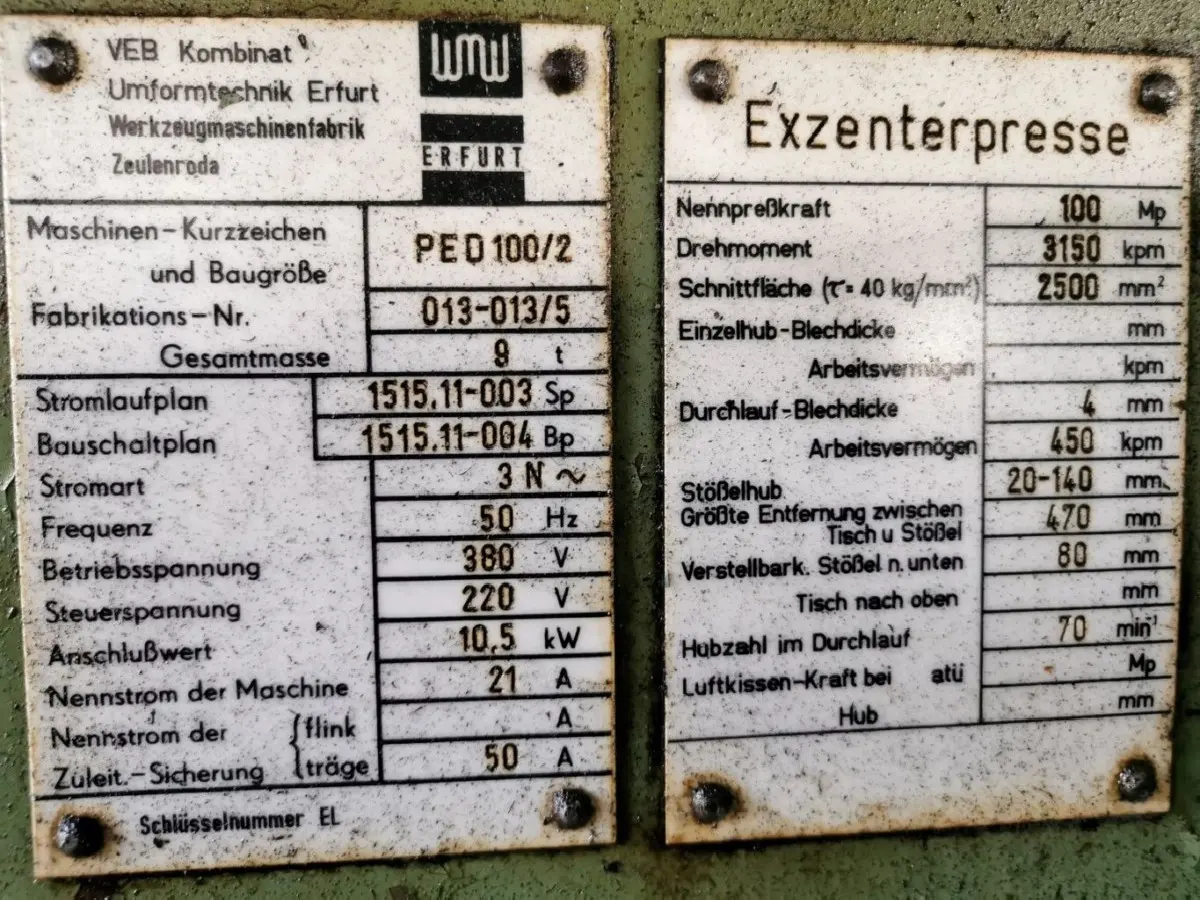 VEB Kombinat
Umformtechnik Erfurt
Werkzeugmaschinenfabrik
Zeulenroda
WMW
ERFURT
Maschinen-Kurzzeichen
und Baugröße PED 100/2
Fabrikations-Nr. 013-013/5
Gesamtmasse 9 t
Stromlaufplan 1515.11-003 Sp
Bauschaltplan 1515.11-004 Bp
Stromart 3 N ~
Frequenz 50 Hz
Betriebsspannung 380 V
Steuerspannung 220 V
Anschlußwert 10,5 kW
Nennstrom der Maschine 21 A
Nennstrom der { flink A
Zuleit.-Sicherung träge 50 A
Schlüsselnummer EL
Exzenterpresse
Nennpreßkraft 100 Mp
Drehmoment 3150 kpm
Schnittfläche (τ= 40 kg/mm²) 2500 mm²
Einzelhub-Blechdicke mm
Arbeitsvermögen kpm
Durchlauf-Blechdicke 4 mm
Arbeitsvermögen 450 kpm
Stößelhub 20-140 mm
Größte Entfernung zwischen
Tisch u Stößel 470 mm
Verstellbark. Stößel n. unten 80 mm
Tisch nach oben mm
Hubzahl im Durchlauf 70 min⁻¹
Luftkissen-Kraft bei atü Mp
Hub mm